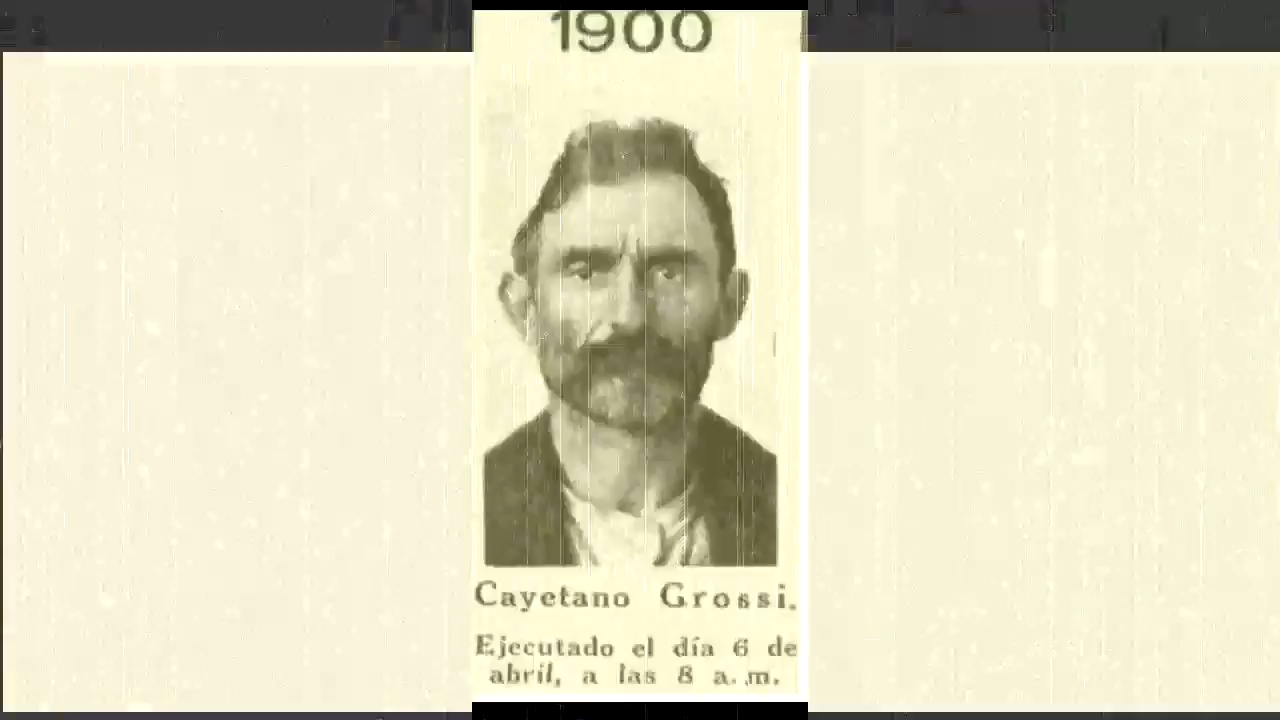 1900
Cayetano Grossi.
Ejecutado el día 6 de
abril, a las 8 a. m.